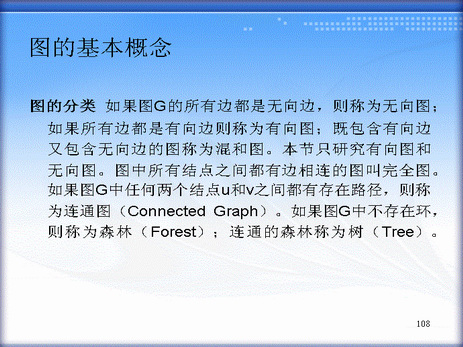 图的基本概念
图的分类 如果图G的所有边都是无向边，则称为无向图；
如果所有边都是有向边则称为有向图；既包含有向边
又包含无向边的图称为混和图。本节只研究有向图和
无向图。图中所有结点之间都有边相连的图叫完全图。
如果图G中任何两个结点u和v之间都有存在路径，则称
为连通图（Connected Graph）。如果图G中不存在环，
则称为森林（Forest）；连通的森林称为树（Tree）。
108